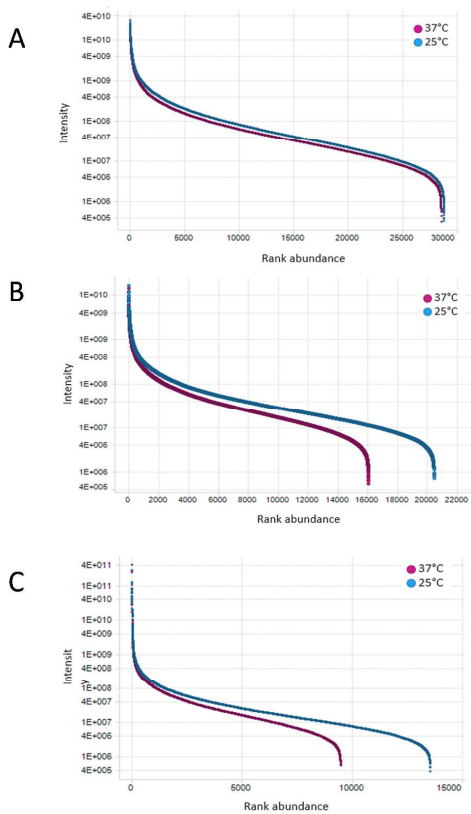 A
4E+010
1E+010
4E+009
1E+009
4E+008
1E+008
4E+007
1E+007
4E+006
1E+006
4E+005
Intensity
37°C
25°C
0 5000 10000 15000 20000 25000 30000
Rank abundance
B
1E+010
4E+009
1E+009
4E+008
1E+008
4E+007
1E+007
4E+006
1E+006
4E+005
Intensity
37°C
25°C
0 2000 4000 6000 8000 10000 12000 14000 16000 18000 20000 22000
Rank abundance
C
4E+011
1E+011
4E+010
1E+010
4E+009
1E+009
4E+008
1E+008
4E+007
1E+007
4E+006
1E+006
4E+005
Intensit
y
37°C
25°C
0 5000 10000 15000
Rank abundance